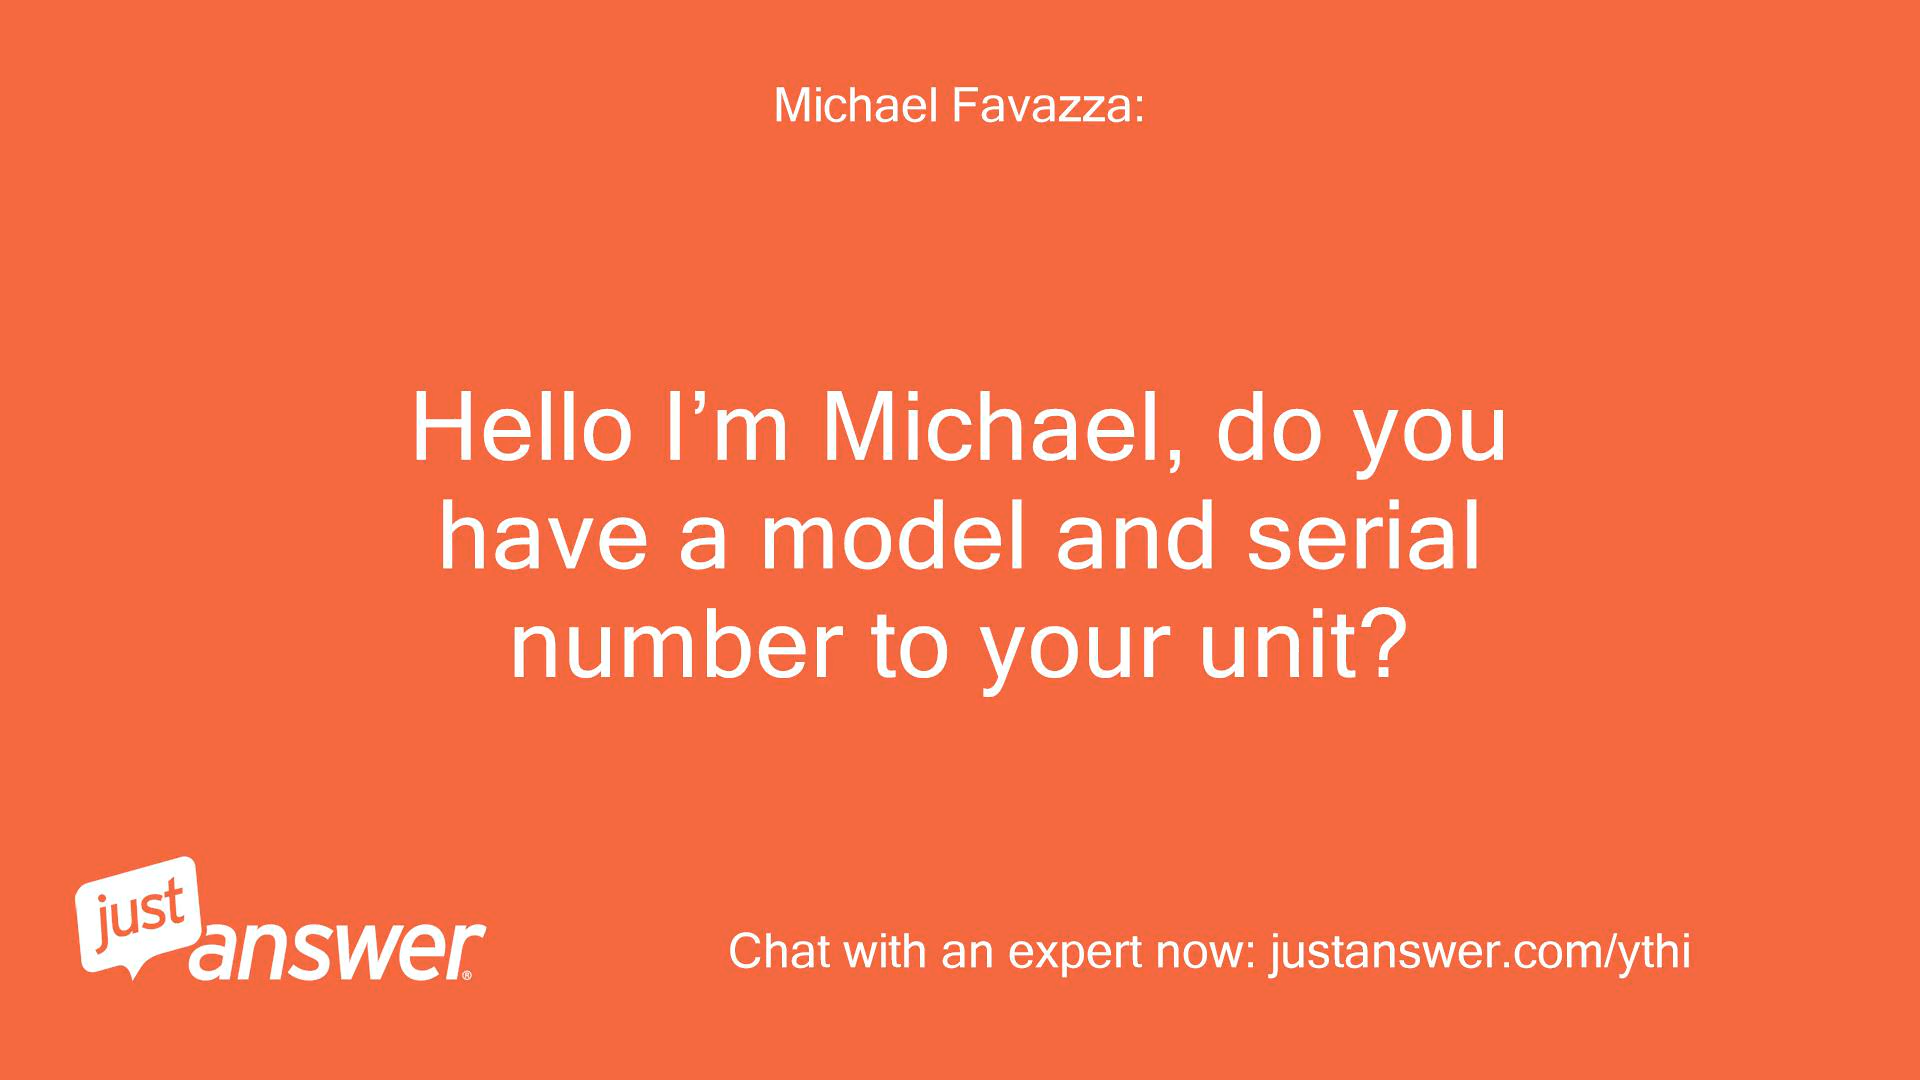 Michael Favazza:
Hello I’m Michael, do you
have a model and serial
number to your unit?
just
answer®
Chat with an expert now: justanswer.com/ythi